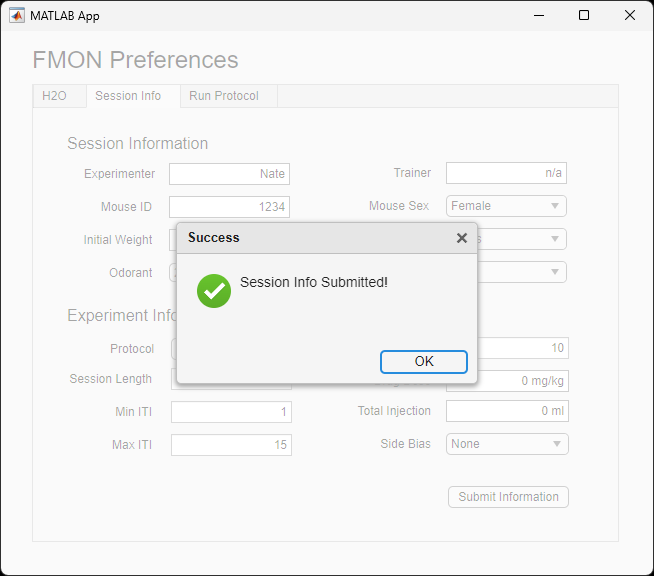 MATLAB App
FMON Preferences
H2O Session Info Run Protocol
Session Information
Experimenter Nate Trainer n/a
Mouse ID 1234 Mouse Sex Female
Initial Weight
Odorant
Success
Session Info Submitted!
OK
Experiment
Protocol 10
Session Length 0 mg/kg
Min ITI 1 Total Injection 0 ml
Max ITI 15 Side Bias None
Submit Information